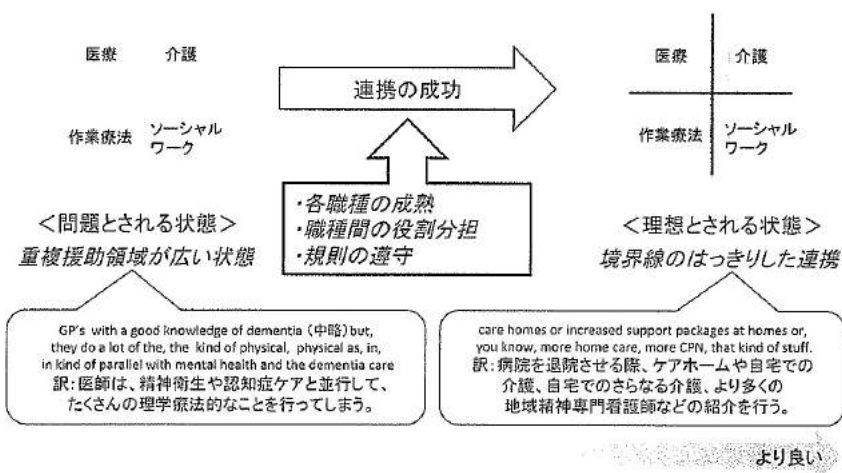 医療 介護
作業療法 ソーシャル
ワーク
連携の成功
医療 介護
作業療法 ソーシャル
ワーク
・各職種の成熟
・職種間の役割分担
・規則の遵守
<問題とされる状態>
重複援助領域が広い状態
<理想とされる状態>
境界線のはっきりした連携
GP's with a good knowledge of dementia (中略) but,
they do a lot of the, the kind of physical, physical as, in,
in kind of parallel with mental health and the dementia care
訳:医師は、精神衛生や認知症ケアと並行して、
たくさんの理学療法的なことを行ってしまう。
care homes or increased support packages at homes or,
you know, more home care, more CPN, that kind of stuff.
訳:病院を退院させる際、ケアホームや自宅での
介護、自宅でのさらなる介護、より多くの
地域精神専門看護師などの紹介を行う。
より良い